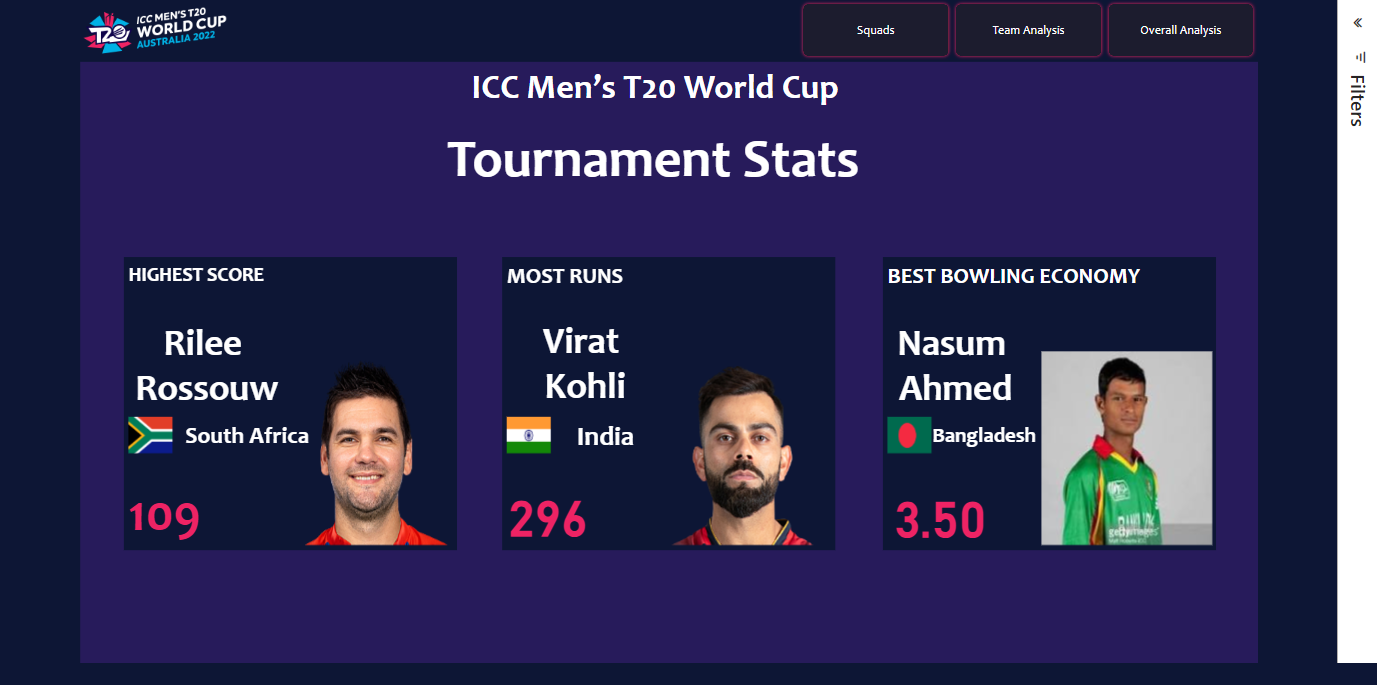 ICC MEN'S T20
WORLD CUP
AUSTRALIA 2022
T20
Squads
Team Analysis
Overall Analysis
Filters
ICC Men’s T20 World Cup
Tournament Stats
HIGHEST SCORE
Rilee
Rossouw
South Africa
109
MOST RUNS
Virat
Kohli
India
296
BEST BOWLING ECONOMY
Nasum
Ahmed
Bangladesh
3.50
gettyimages